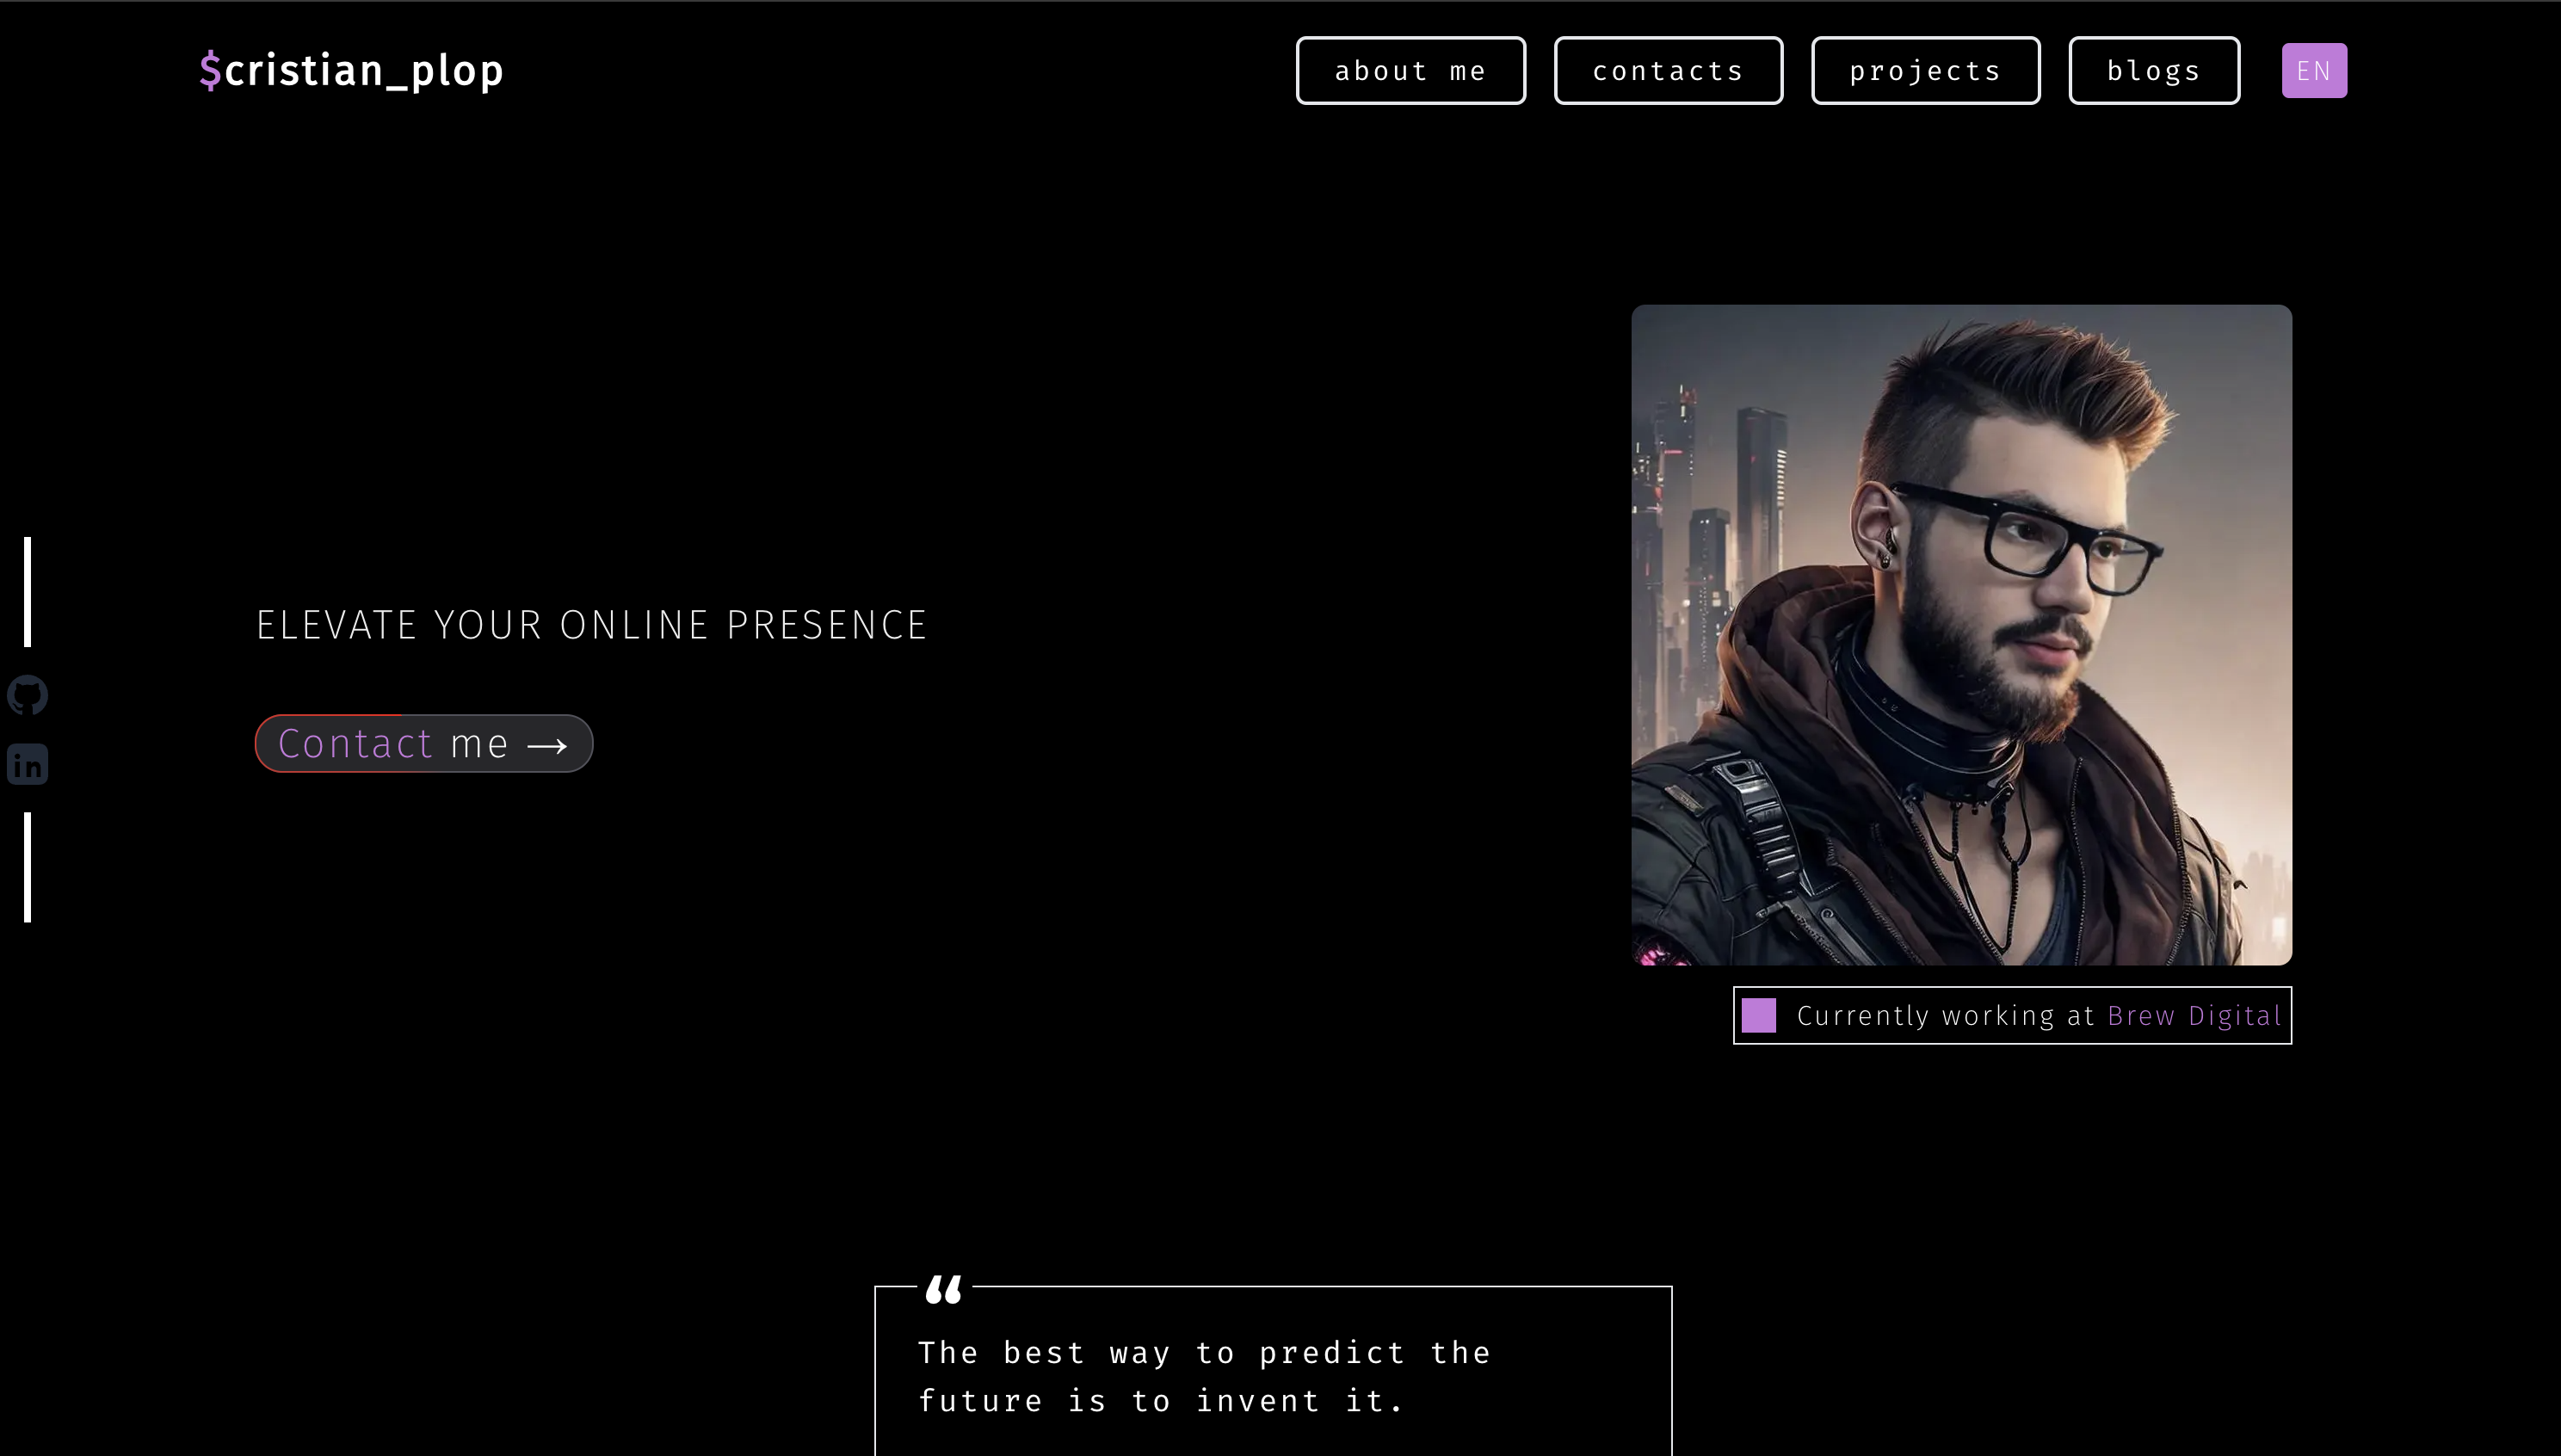 $cristian_plop
about me
contacts
projects
blogs
EN
ELEVATE YOUR ONLINE PRESENCE
in
Contact me →
Currently working at Brew Digital
“
The best way to predict the
future is to invent it.